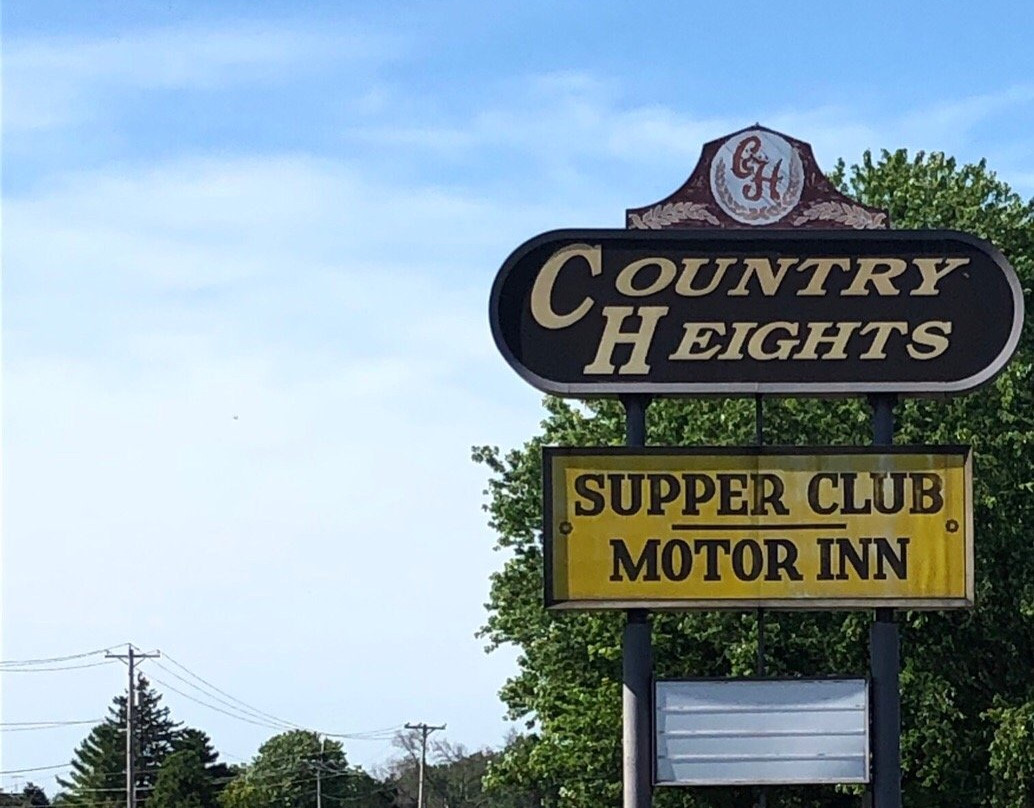 CH
COUNTRY
HEIGHTS
SUPPER CLUB
MOTOR INN